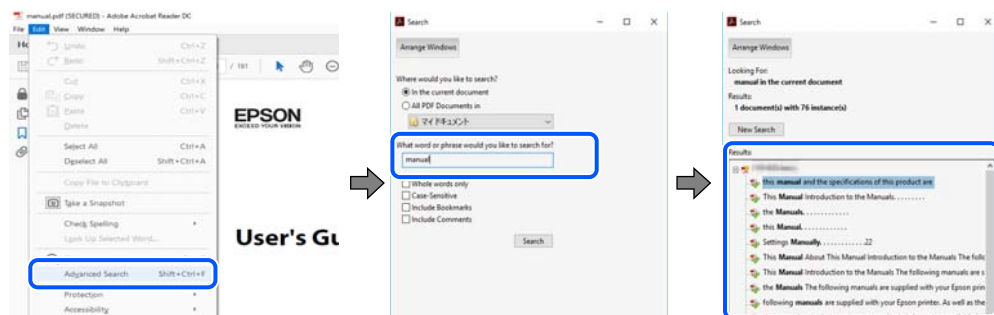 manual.pdf (SECURED) - Adobe Acrobat Reader DC
File Edit View Window Help
Undo Ctrl+Z
Redo Shift+Ctrl+Z
Cut Ctrl+X
Copy Ctrl+C
Paste Ctrl+V
Delete
Select All Ctrl+A
Deselect All Shift+Ctrl+A
Copy File to Clipboard
Take a Snapshot
Check Spelling
Look Up Selected Word...
Advanced Search Shift+Ctrl+F
Protection
Accessibility
/ 191
EPSON
EXCEED YOUR VISION
User's Gu
Search
Arrange Windows
Where would you like to search?
In the current document
All PDF Documents in
マイ ドキュメント
What word or phrase would you like to search for?
manual
Whole words only
Case-Sensitive
Include Bookmarks
Include Comments
Search
Search
Arrange Windows
Looking For:
manual in the current document
Results:
1 document(s) with 76 instance(s)
New Search
Results:
this manual and the specifications of this product are
This Manual Introduction to the Manuals. . . . . . . . .
the Manuals. . . . . . . . . . . . .
this Manual. . . . . . . . . . . . .
Settings Manually. . . . . . . . . . . . .22
This Manual About This Manual Introduction to the Manuals The follo
This Manual Introduction to the Manuals The following manuals are s
the Manuals The following manuals are supplied with your Epson prin
following manuals are supplied with your Epson printer. As well as the